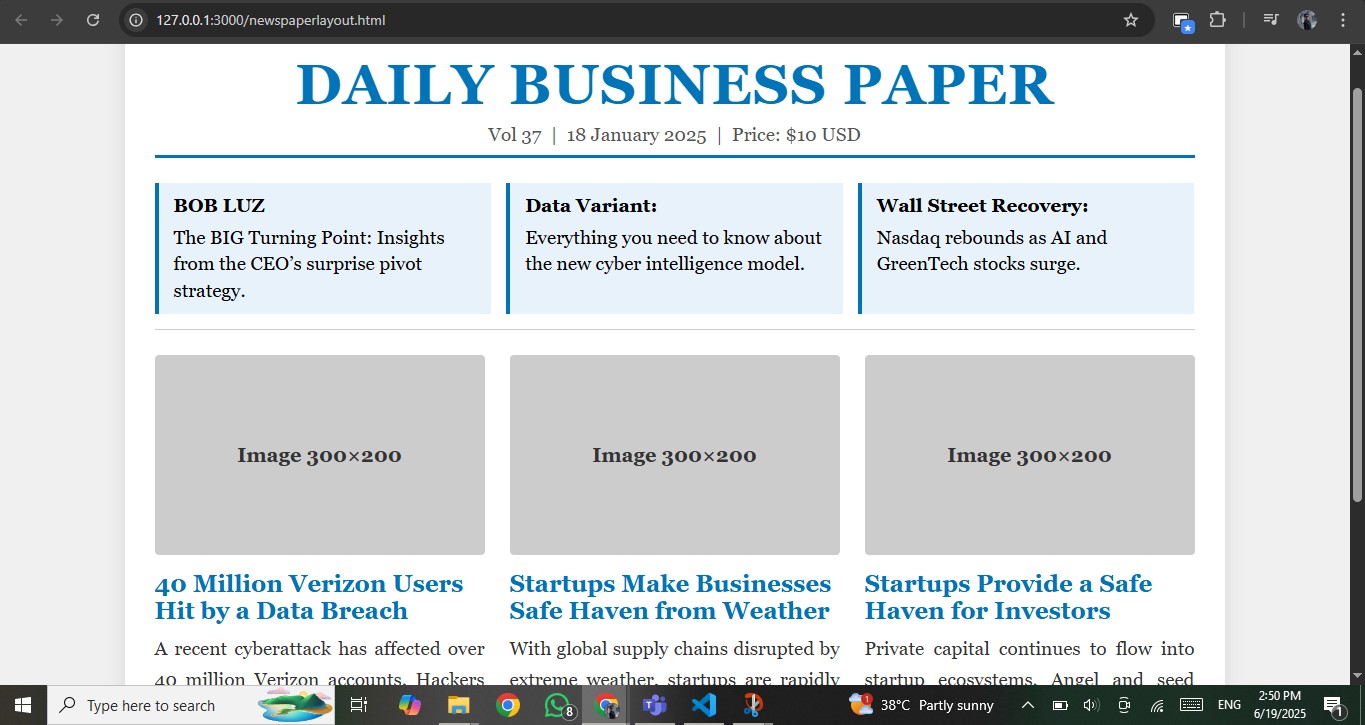 127.0.0.1:3000/newspaperlayout.html
DAILY BUSINESS PAPER
Vol 37 | 18 January 2025 | Price: $10 USD
BOB LUZ
The BIG Turning Point: Insights
from the CEO’s surprise pivot
strategy.
Data Variant:
Everything you need to know about
the new cyber intelligence model.
Wall Street Recovery:
Nasdaq rebounds as AI and
GreenTech stocks surge.
Image 300×200
Image 300×200
Image 300×200
40 Million Verizon Users
Hit by a Data Breach
A recent cyberattack has affected over
40 million Verizon accounts. Hackers
Startups Make Businesses
Safe Haven from Weather
With global supply chains disrupted by
extreme weather, startups are rapidly
Startups Provide a Safe
Haven for Investors
Private capital continues to flow into
startup ecosystems. Angel and seed
Type here to search
8
1
38°C Partly sunny
ENG
2:50 PM
6/19/2025
1